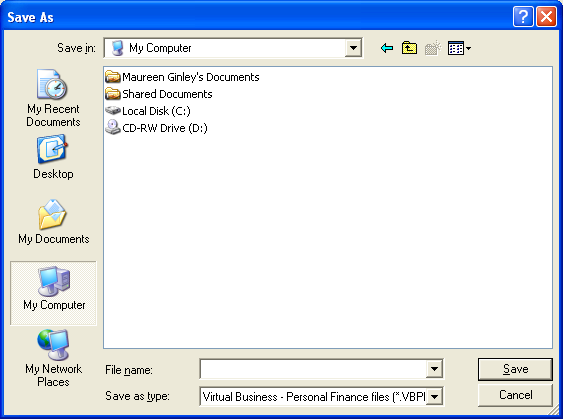 Save As
Save in:
My Computer
My Recent
Documents
Desktop
My Documents
My Computer
My Network
Places
Maureen Ginley's Documents
Shared Documents
Local Disk (C:)
CD-RW Drive (D:)
File name:
Save
Save as type:
Virtual Business - Personal Finance files (*.VBPI
Cancel